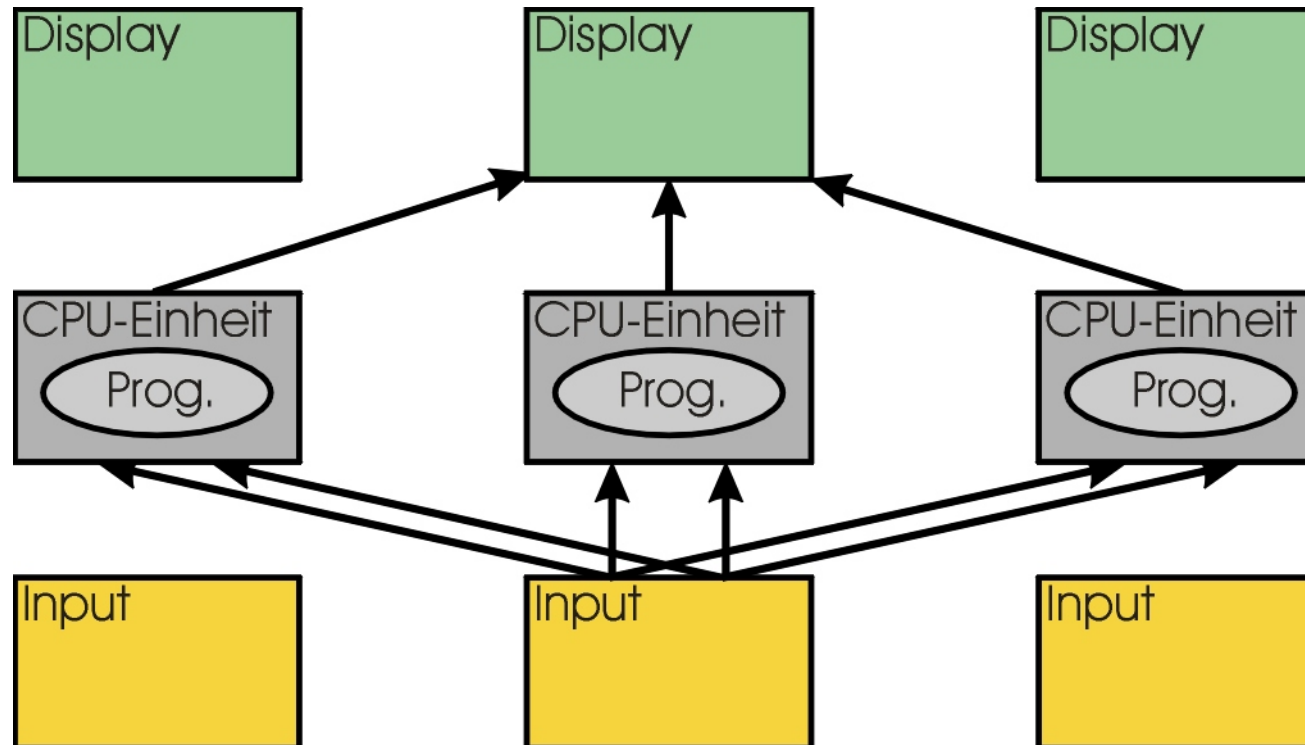 Display
Display
Display
CPU-Einheit
Prog.
CPU-Einheit
Prog.
CPU-Einheit
Prog.
Input
Input
Input